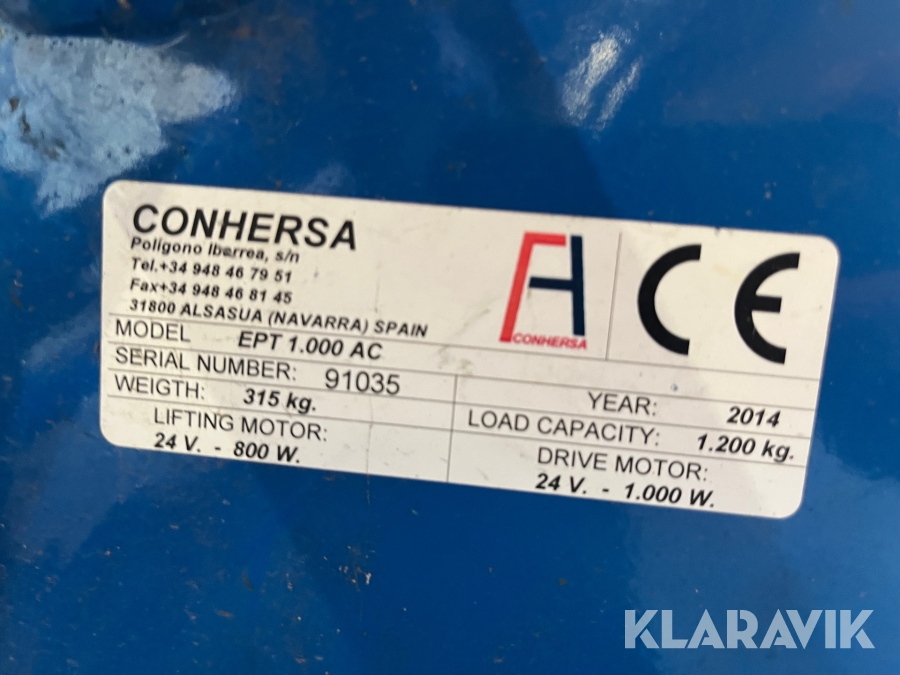 CONHERSA
Poligono Ibarrea, s/n
Tel.+34 948 46 79 51
Fax+34 948 46 81 45
31800 ALSASUA (NAVARRA) SPAIN
CONHERSA
CE
MODEL EPT 1.000 AC
SERIAL NUMBER: 91035
YEAR: 2014
WEIGTH: 315 kg.
LOAD CAPACITY: 1.200 kg.
LIFTING MOTOR:
24 V. - 800 W.
DRIVE MOTOR:
24 V. - 1.000 W.
KLARAVIK